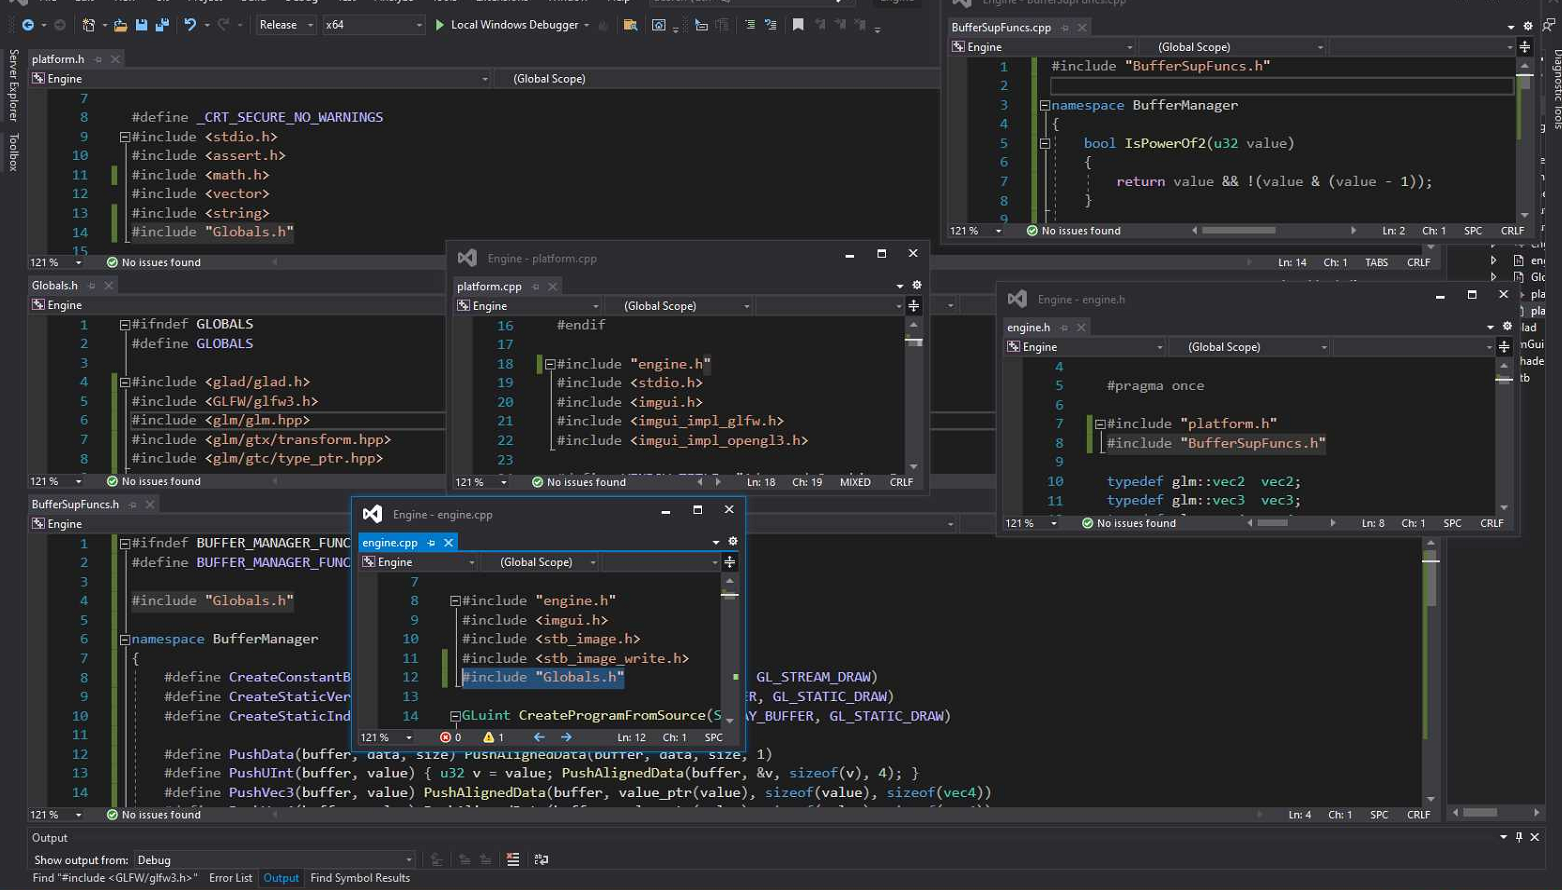 Release
x64
Local Windows Debugger
Server Explorer
Toolbox
Diagnostic Tools
platform.h
Engine
(Global Scope)
7
8 #define _CRT_SECURE_NO_WARNINGS
9 #include <stdio.h>
10 #include <assert.h>
11 #include <math.h>
12 #include <vector>
13 #include <string>
14 #include "Globals.h"
15
121 % No issues found Ln: 14 Ch: 1 TABS CRLF
Engine - BufferSupFuncs.cpp
BufferSupFuncs.cpp
Engine
(Global Scope)
1 #include "BufferSupFuncs.h"
2
3 namespace BufferManager
4 {
5 bool IsPowerOf2(u32 value)
6 {
7 return value && !(value & (value - 1));
8 }
9
121 % No issues found Ln: 2 Ch: 1 SPC CRLF
Globals.h
Engine
1 #ifndef GLOBALS
2 #define GLOBALS
3
4 #include <glad/glad.h>
5 #include <GLFW/glfw3.h>
6 #include <glm/glm.hpp>
7 #include <glm/gtx/transform.hpp>
8 #include <glm/gtc/type_ptr.hpp>
121 % No issues found
Engine - platform.cpp
platform.cpp
Engine
(Global Scope)
16 #endif
17
18 #include "engine.h"
19 #include <stdio.h>
20 #include <imgui.h>
21 #include <imgui_impl_glfw.h>
22 #include <imgui_impl_opengl3.h>
23
121 % No issues found Ln: 18 Ch: 19 MIXED CRLF
Engine - engine.h
engine.h
Engine
(Global Scope)
4
5 #pragma once
6
7 #include "platform.h"
8 #include "BufferSupFuncs.h"
9
10 typedef glm::vec2 vec2;
11 typedef glm::vec3 vec3;
121 % No issues found Ln: 8 Ch: 1 SPC CRLF
BufferSupFuncs.h
Engine
1 #ifndef BUFFER_MANAGER_FUNC
2 #define BUFFER_MANAGER_FUNC
3
4 #include "Globals.h"
5
6 namespace BufferManager
7 {
8 #define CreateConstantB GL_STREAM_DRAW)
9 #define CreateStaticVer ER, GL_STATIC_DRAW)
10 #define CreateStaticInd AY_BUFFER, GL_STATIC_DRAW)
11
12 #define PushData(buffer, data, size) PushAlignedData(buffer, data, size, 1)
13 #define PushUInt(buffer, value) { u32 v = value; PushAlignedData(buffer, &v, sizeof(v), 4); }
14 #define PushVec3(buffer, value) PushAlignedData(buffer, value_ptr(value), sizeof(value), sizeof(vec4))
121 % No issues found Ln: 4 Ch: 1 SPC CRLF
Engine - engine.cpp
engine.cpp
Engine
(Global Scope)
7
8 #include "engine.h"
9 #include <imgui.h>
10 #include <stb_image.h>
11 #include <stb_image_write.h>
12 #include "Globals.h"
13
14 GLuint CreateProgramFromSource(S
121 % 0 1 Ln: 12 Ch: 1 SPC
Output
Show output from: Debug
Find "#include <GLFW/glfw3.h>" Error List Output Find Symbol Results